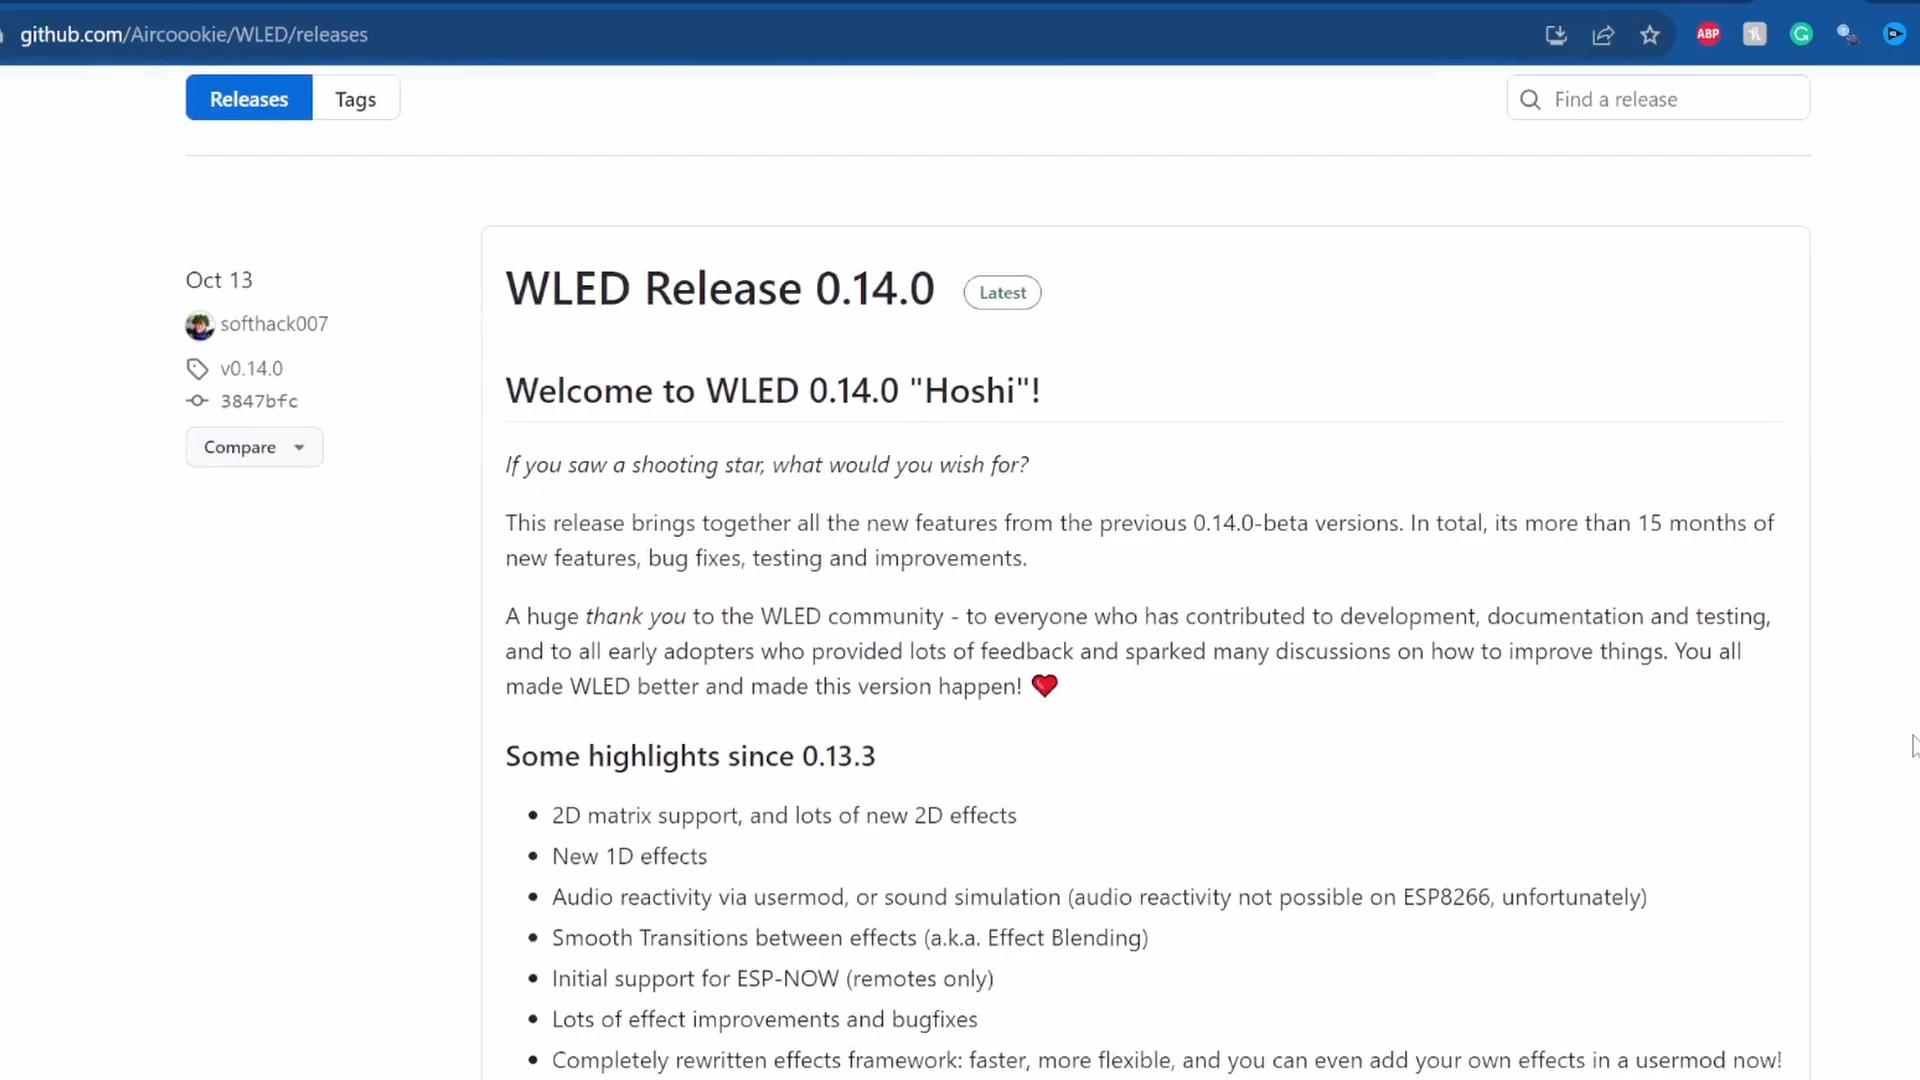 github.com/Aircoookie/WLED/releases
ABP
Releases
Tags
Find a release
Oct 13
softhack007
v0.14.0
3847bfc
Compare
WLED Release 0.14.0
Latest
Welcome to WLED 0.14.0 "Hoshi"!
If you saw a shooting star, what would you wish for?
This release brings together all the new features from the previous 0.14.0-beta versions. In total, its more than 15 months of
new features, bug fixes, testing and improvements.
A huge thank you to the WLED community - to everyone who has contributed to development, documentation and testing,
and to all early adopters who provided lots of feedback and sparked many discussions on how to improve things. You all
made WLED better and made this version happen! ❤️
Some highlights since 0.13.3
• 2D matrix support, and lots of new 2D effects
• New 1D effects
• Audio reactivity via usermod, or sound simulation (audio reactivity not possible on ESP8266, unfortunately)
• Smooth Transitions between effects (a.k.a. Effect Blending)
• Initial support for ESP-NOW (remotes only)
• Lots of effect improvements and bugfixes
• Completely rewritten effects framework: faster, more flexible, and you can even add your own effects in a usermod now!